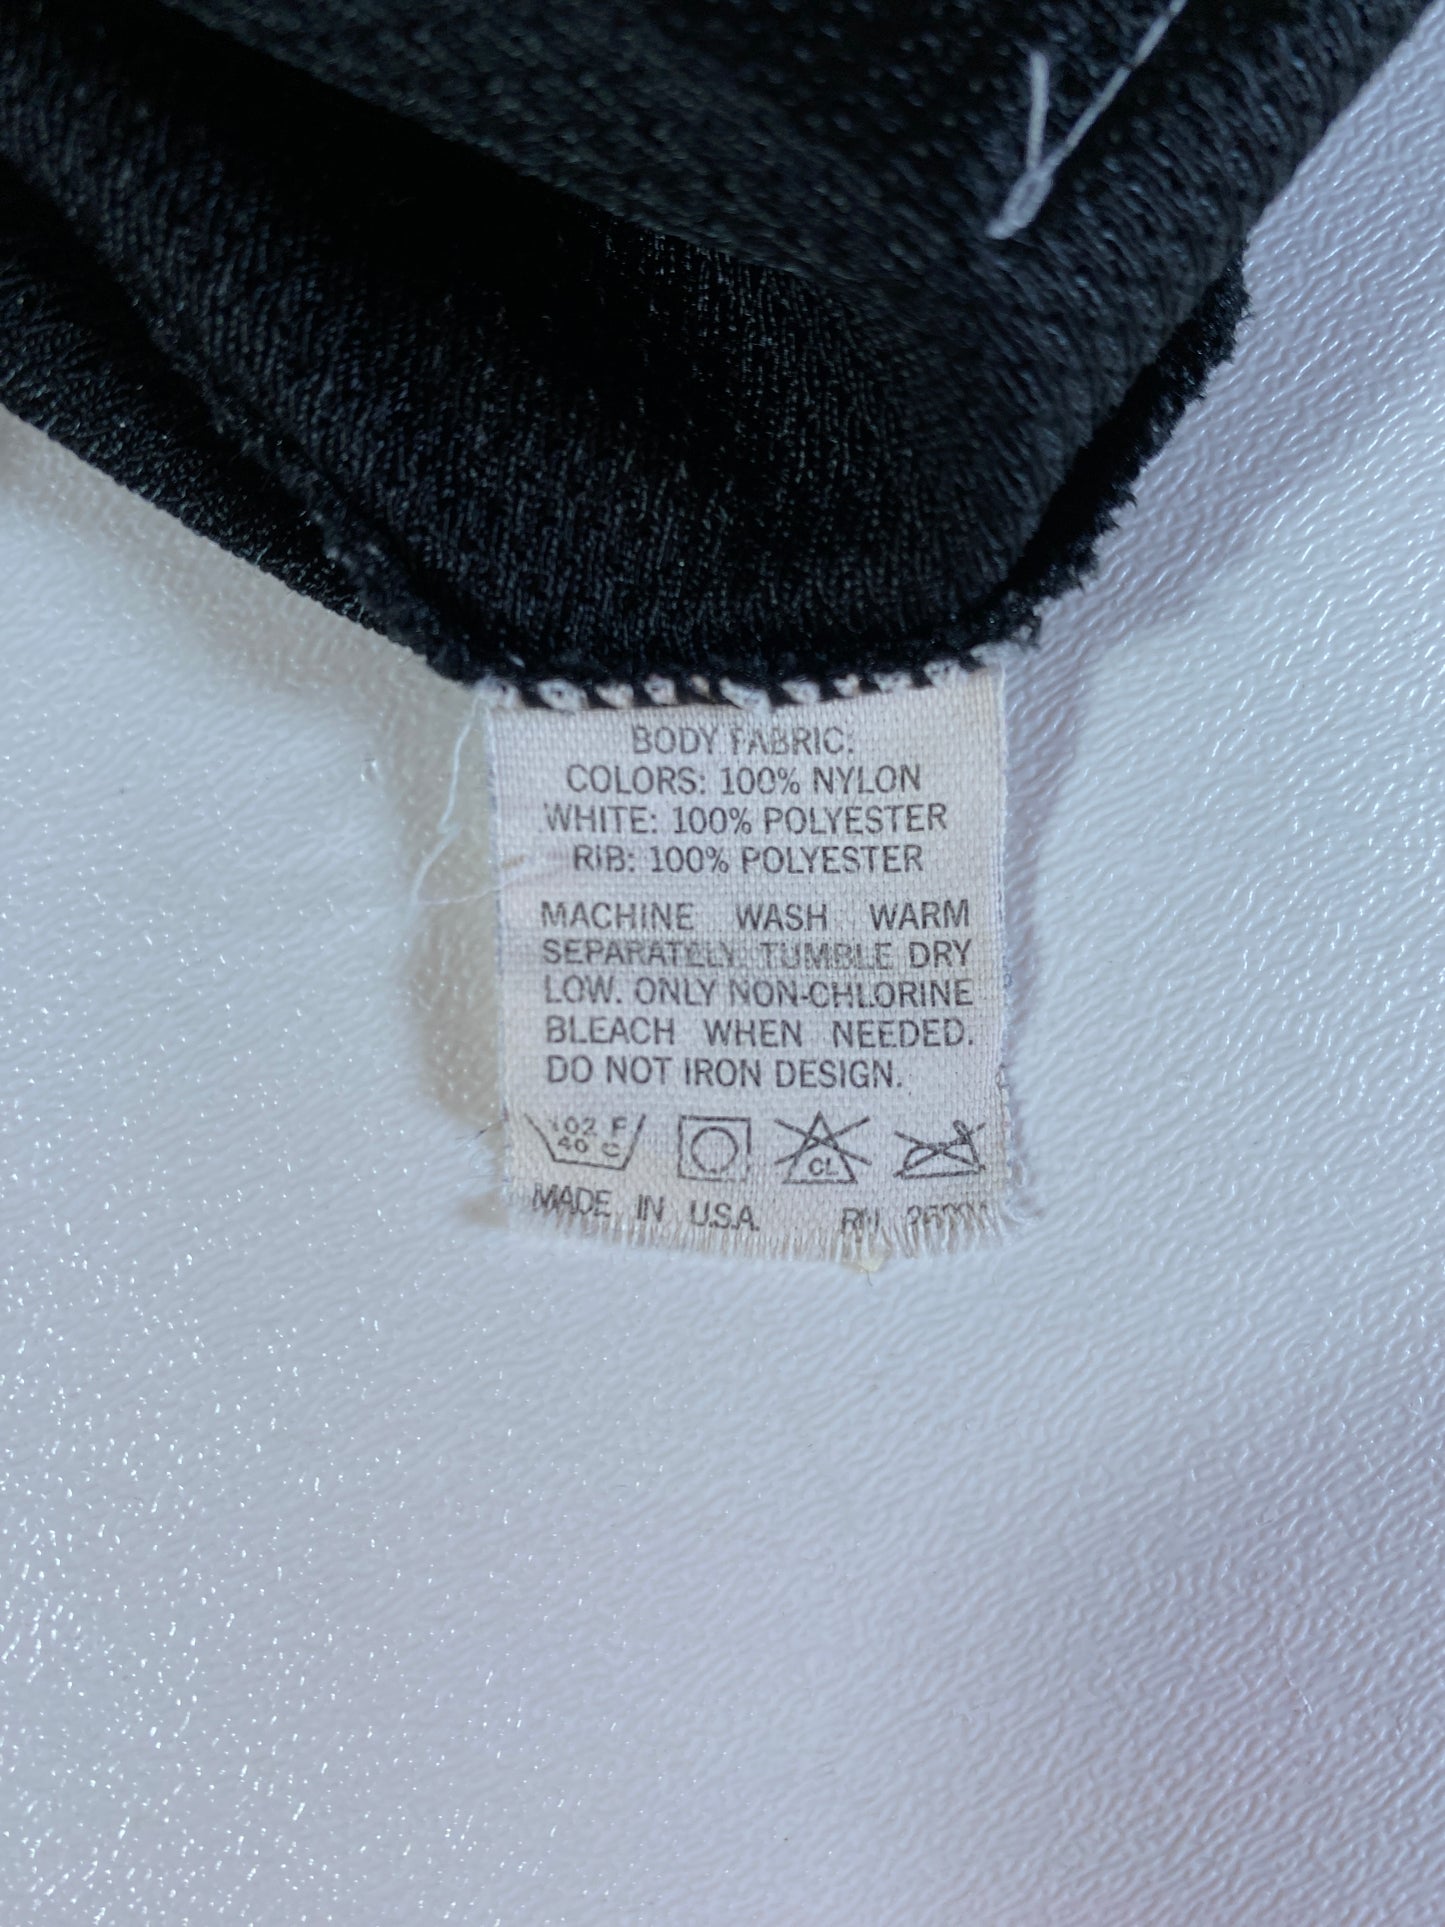 BODY FABRIC:
COLORS: 100% NYLON
WHITE: 100% POLYESTER
RIB: 100% POLYESTER
MACHINE WASH WARM
SEPARATELY. TUMBLE DRY
LOW. ONLY NON-CHLORINE
BLEACH WHEN NEEDED.
DO NOT IRON DESIGN.
102 F
40 C
CL
MADE IN U.S.A. RN